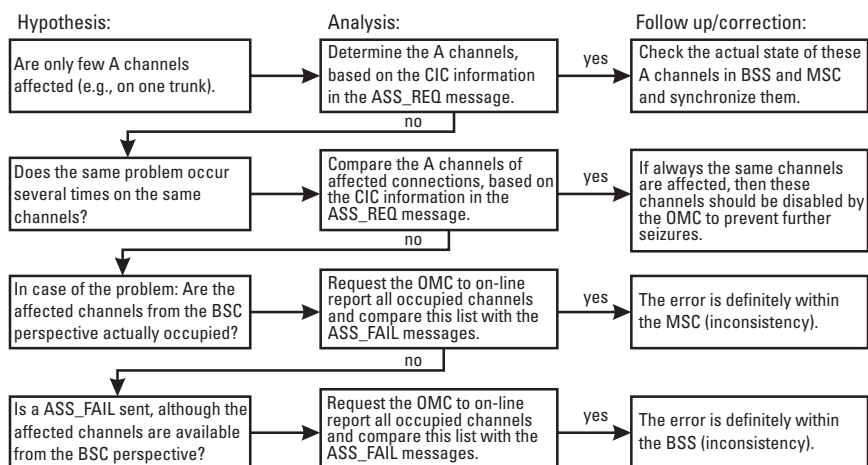 Hypothesis:
Analysis:
Follow up/correction:
Are only few A channels
affected (e.g., on one trunk).
Determine the A channels,
based on the CIC information
in the ASS_REQ message.
yes
Check the actual state of these
A channels in BSS and MSC
and synchronize them.
no
Does the same problem occur
several times on the same
channels?
Compare the A channels of
affected connections, based on
the CIC information in the
ASS_REQ message.
yes
If always the same channels
are affected, then these
channels should be disabled by
the OMC to prevent further
seizures.
no
In case of the problem: Are the
affected channels from the BSC
perspective actually occupied?
Request the OMC to on-line
report all occupied channels
and compare this list with the
ASS_FAIL messages.
yes
The error is definitely within
the MSC (inconsistency).
no
Is a ASS_FAIL sent, although the
affected channels are available
from the BSC perspective?
Request the OMC to on-line
report all occupied channels
and compare this list with the
ASS_FAIL messages.
yes
The error is definitely within
the BSS (inconsistency).